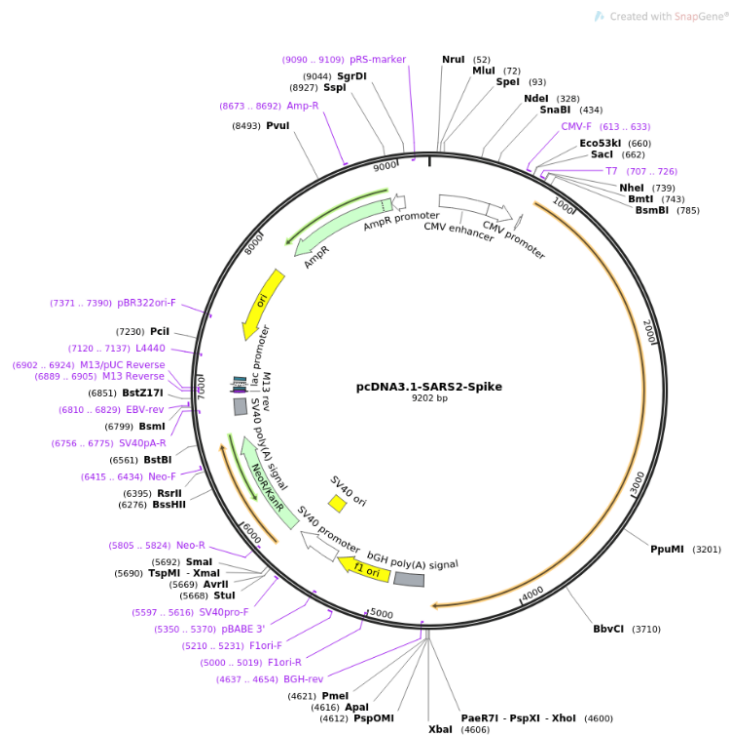 Created with SnapGene®
(9090 .. 9109) pRS-marker
(9044) SgrDI
(8927) SspI
(8673 .. 8692) Amp-R
(8493) PvuI
NruI (52)
MluI (72)
SpeI (93)
NdeI (328)
SnaBI (434)
CMV-F (613 .. 633)
Eco53kI (660)
SacI (662)
T7 (707 .. 726)
NheI (739)
BmtI (743)
BsmBI (785)
9000
1000
8000
2000
7000
3000
6000
4000
5000
AmpR promoter
AmpR
CMV enhancer
CMV promoter
ori
(7371 .. 7390) pBR322ori-F
(7230) PciI
(7120 .. 7137) L4440
(6902 .. 6924) M13/pUC Reverse
(6889 .. 6905) M13 Reverse
(6851) BstZ17I
(6810 .. 6829) EBV-rev
(6799) BsmI
(6756 .. 6775) SV40pA-R
(6561) BstBI
(6415 .. 6434) Neo-F
(6395) RsrII
(6276) BssHII
lac promoter
M13 rev
SV40 poly(A) signal
NeoR/KanR
pcDNA3.1-SARS2-Spike
9202 bp
SV40 ori
SV40 promoter
f1 ori
bGH poly(A) signal
(5805 .. 5824) Neo-R
(5692) SmaI
(5690) TspMI - XmaI
(5669) AvrII
(5668) StuI
(5597 .. 5616) SV40pro-F
(5350 .. 5370) pBABE 3'
(5210 .. 5231) F1ori-F
(5000 .. 5019) F1ori-R
(4637 .. 4654) BGH-rev
(4621) PmeI
(4616) ApaI
(4612) PspOMI
PpuMI (3201)
BbvCI (3710)
PaeR7I - PspXI - XhoI (4600)
XbaI (4606)